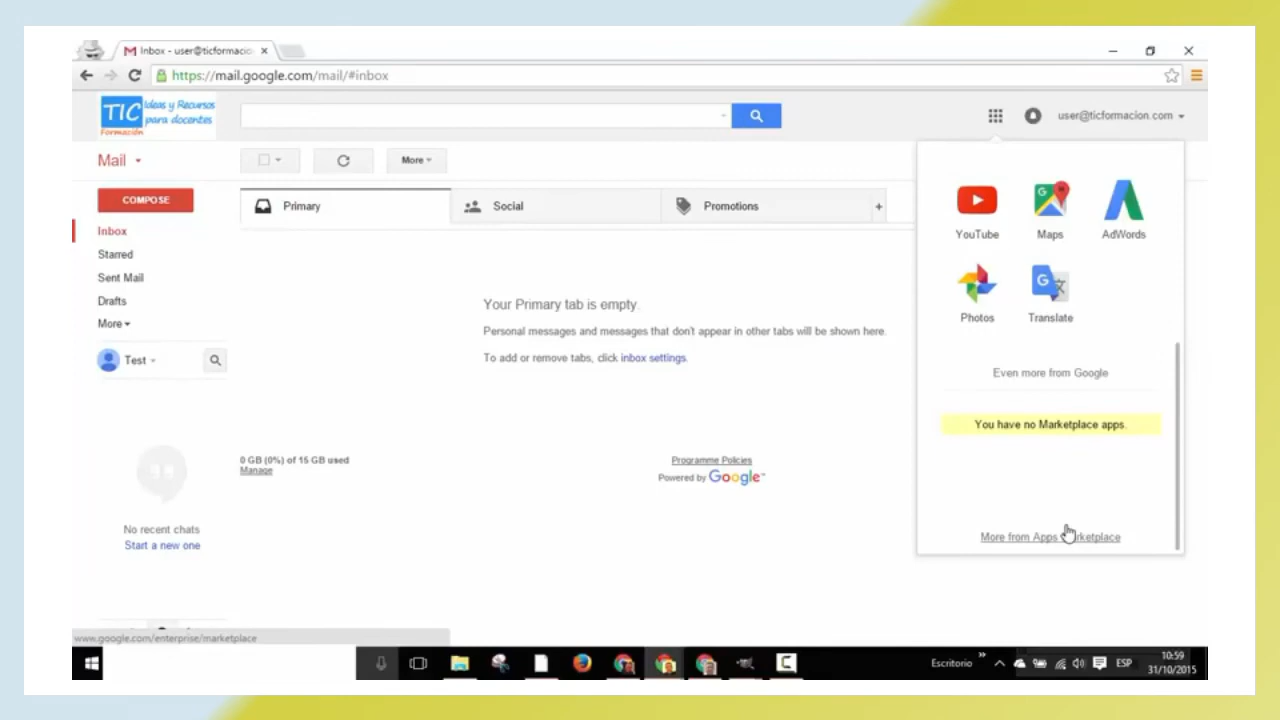 Inbox - user@ticformacio
https://mail.google.com/mail/#inbox
TIC Ideas y Recursos
para docentes
Formación
user@ticformacion.com
Mail
More
COMPOSE
Primary
Social
Promotions
+
Inbox
Starred
Sent Mail
Drafts
More
Test
Your Primary tab is empty.
Personal messages and messages that don't appear in other tabs will be shown here.
To add or remove tabs, click inbox settings.
YouTube
Maps
AdWords
Photos
Translate
Even more from Google
You have no Marketplace apps.
More from Apps rketplace
0 GB (0%) of 15 GB used
Manage
Programme Policies
Powered by Google™
No recent chats
Start a new one
www.google.com/enterprise/marketplace
Escritorio
ESP
10:59
31/10/2015